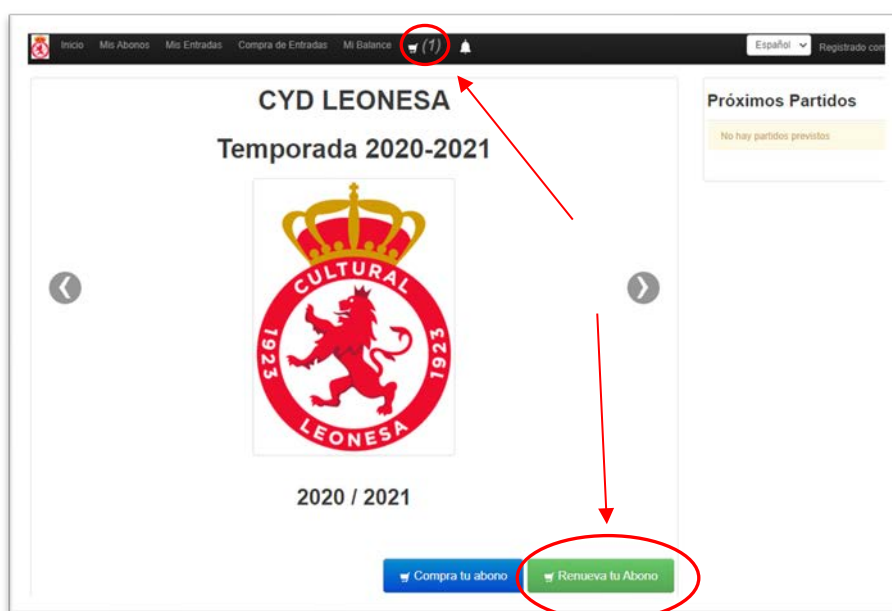 Inicio Mis Abonos Mis Entradas Compra de Entradas Mi Balance (1) Español Registrado com
CYD LEONESA
Temporada 2020-2021
CULTURAL
1923 1923
LEONESA
2020 / 2021
Compra tu abono Renueva tu Abono
Próximos Partidos
No hay partidos previstos